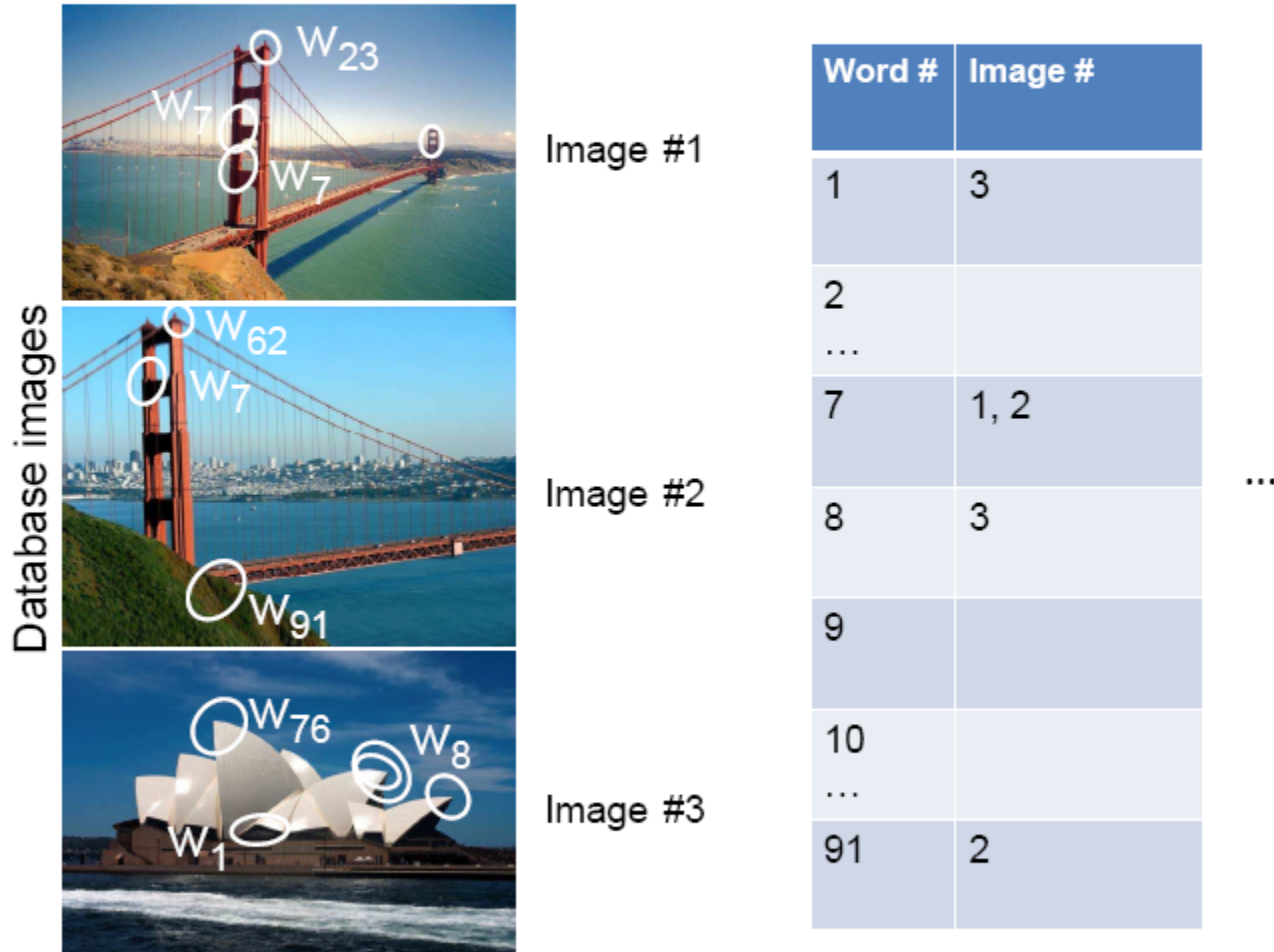 Database images
W23
W7
W7
Image #1
W62
W7
W91
Image #2
W76
W8
W1
Image #3
Word # Image #
1 3
2
...
7 1, 2
8 3
9
10
...
91 2
...